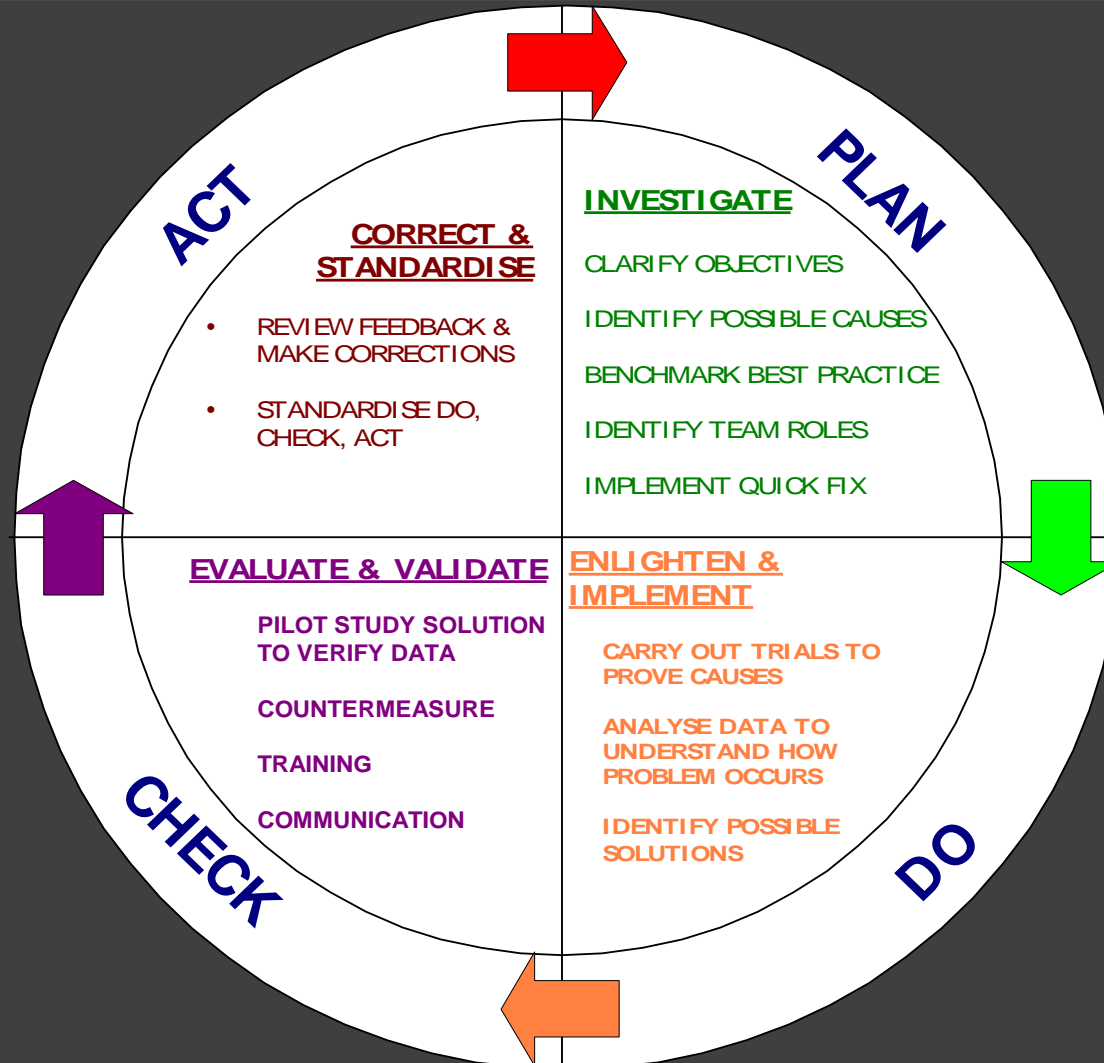 PLAN
INVESTIGATE
CLARIFY OBJECTIVES
IDENTIFY POSSIBLE CAUSES
BENCHMARK BEST PRACTICE
IDENTIFY TEAM ROLES
IMPLEMENT QUICK FIX
DO
ENLIGHTEN &
IMPLEMENT
CARRY OUT TRIALS TO
PROVE CAUSES
ANALYSE DATA TO
UNDERSTAND HOW
PROBLEM OCCURS
IDENTIFY POSSIBLE
SOLUTIONS
CHECK
EVALUATE & VALIDATE
PILOT STUDY SOLUTION
TO VERIFY DATA
COUNTERMEASURE
TRAINING
COMMUNICATION
ACT
CORRECT &
STANDARDISE
• REVIEW FEEDBACK &
MAKE CORRECTIONS
• STANDARDISE DO,
CHECK, ACT